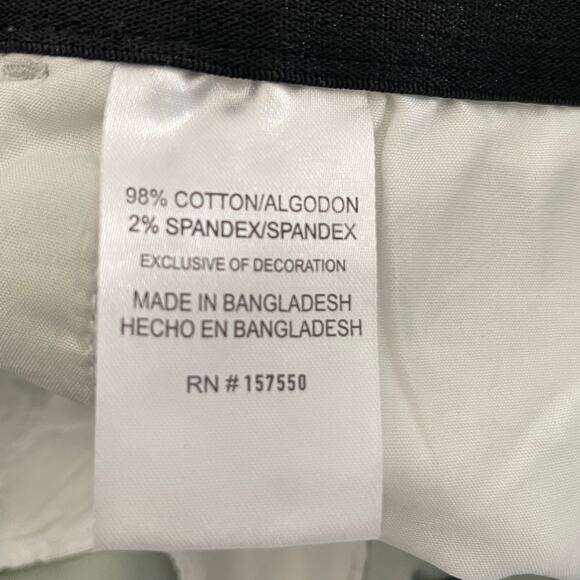 98% COTTON/ALGODON
2% SPANDEX/SPANDEX
EXCLUSIVE OF DECORATION
MADE IN BANGLADESH
HECHO EN BANGLADESH
RN # 157550